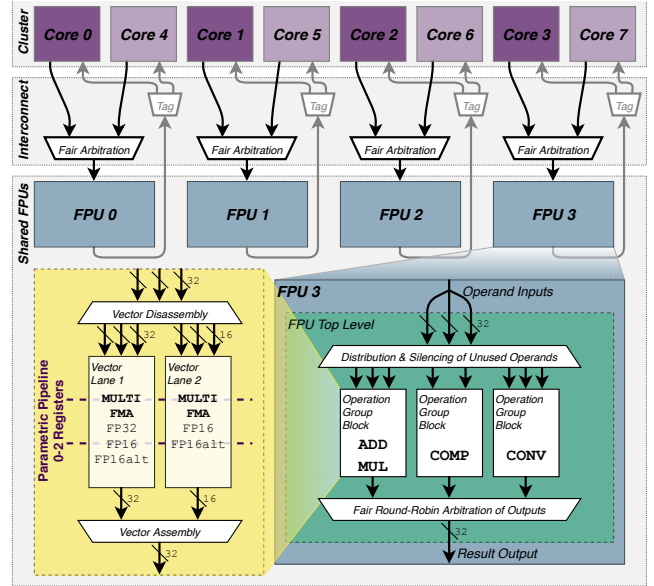 Cluster
Core 0
Core 4
Core 1
Core 5
Core 2
Core 6
Core 3
Core 7
Interconnect
Tag
Tag
Tag
Tag
Fair Arbitration
Fair Arbitration
Fair Arbitration
Fair Arbitration
Shared FPUs
FPU 0
FPU 1
FPU 2
FPU 3
32
Vector Disassembly
32
16
Parametric Pipeline
0-2 Registers
Vector
Lane 1
MULTI
FMA
FP32
FP16
FP16alt
Vector
Lane 2
MULTI
FMA
FP16
FP16alt
32
16
Vector Assembly
32
FPU 3
Operand Inputs
FPU Top Level
32
Distribution & Silencing of Unused Operands
Operation
Group
Block
ADD
MUL
Operation
Group
Block
COMP
Operation
Group
Block
CONV
Fair Round-Robin Arbitration of Outputs
32
Result Output